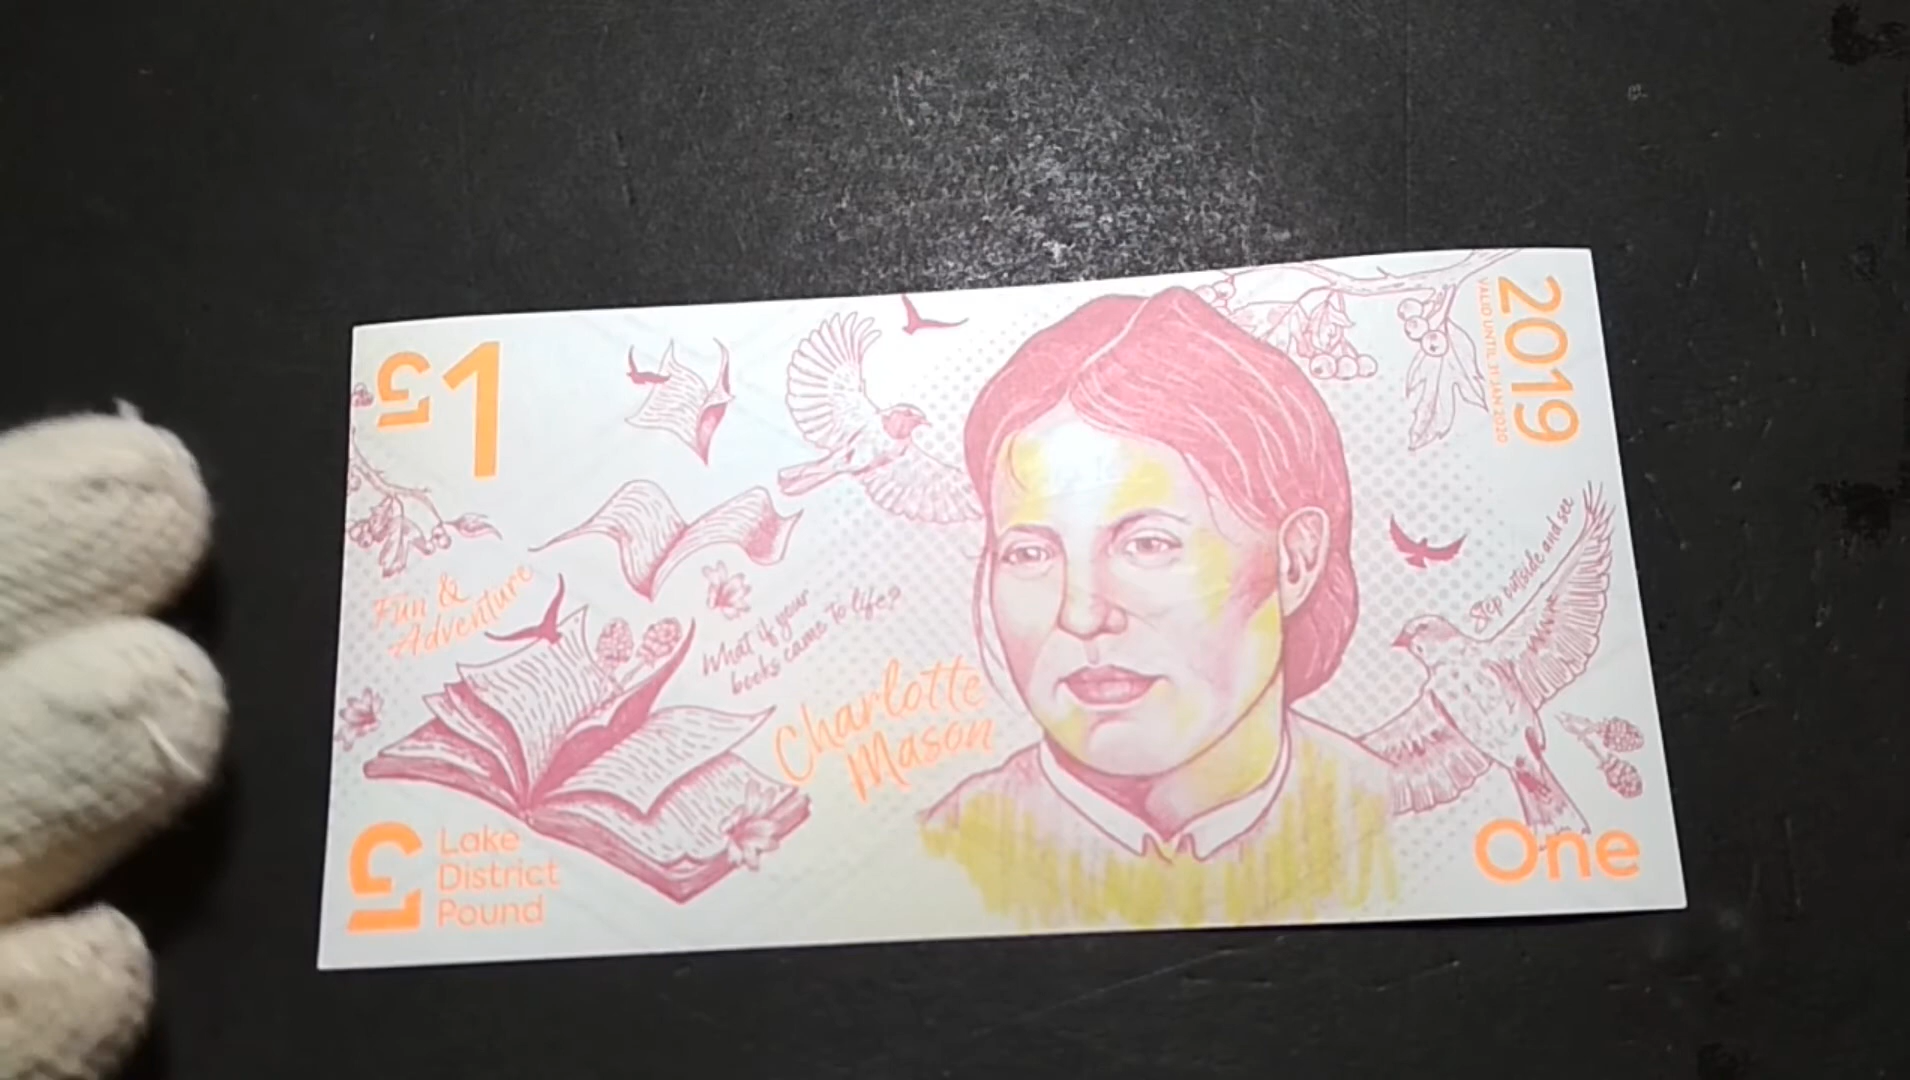 £1
2019
VALID UNTIL 31 JAN 2020
Step outside and see
Fun &
Adventure
What if your
books came to life?
Charlotte
Mason
Lake
District
Pound
One